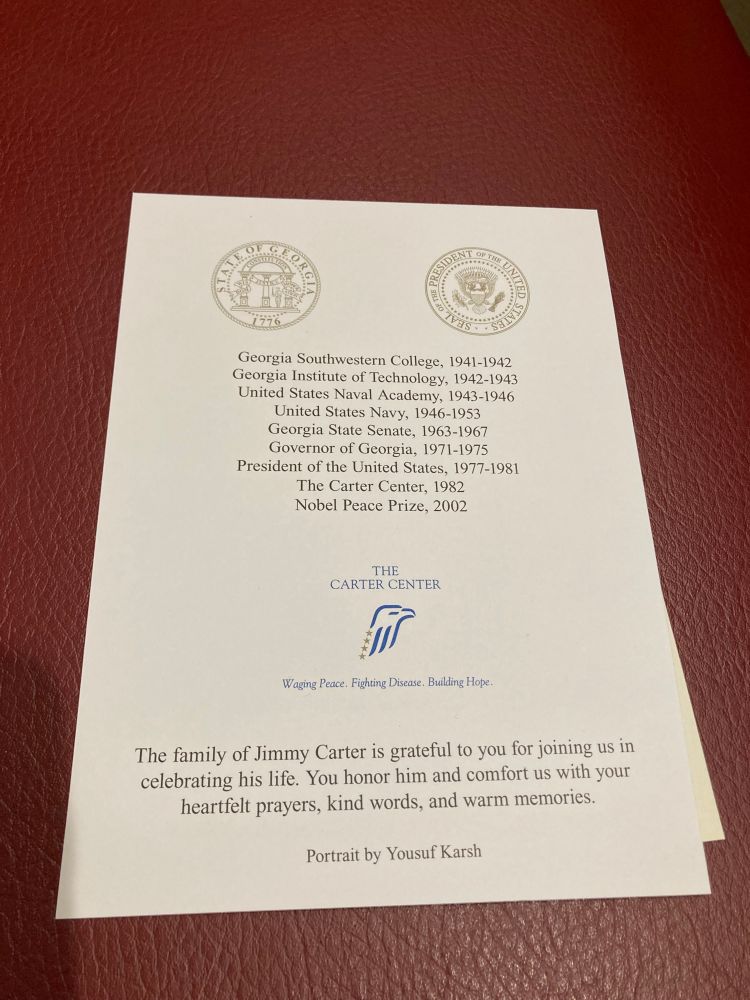 STATE OF GEORGIA
CONSTITUTION
1776
SEAL OF THE PRESIDENT OF THE UNITED STATES
Georgia Southwestern College, 1941-1942
Georgia Institute of Technology, 1942-1943
United States Naval Academy, 1943-1946
United States Navy, 1946-1953
Georgia State Senate, 1963-1967
Governor of Georgia, 1971-1975
President of the United States, 1977-1981
The Carter Center, 1982
Nobel Peace Prize, 2002
THE
CARTER CENTER
Waging Peace. Fighting Disease. Building Hope.
The family of Jimmy Carter is grateful to you for joining us in
celebrating his life. You honor him and comfort us with your
heartfelt prayers, kind words, and warm memories.
Portrait by Yousuf Karsh